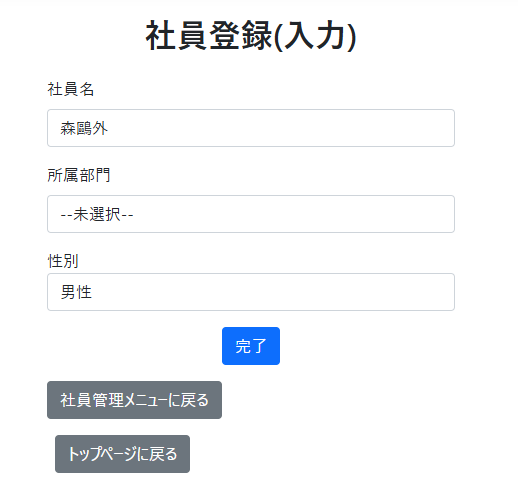 社員登録(入力)
社員名
森鷗外
所属部門
--未選択--
性別
男性
完了
社員管理メニューに戻る
トップページに戻る